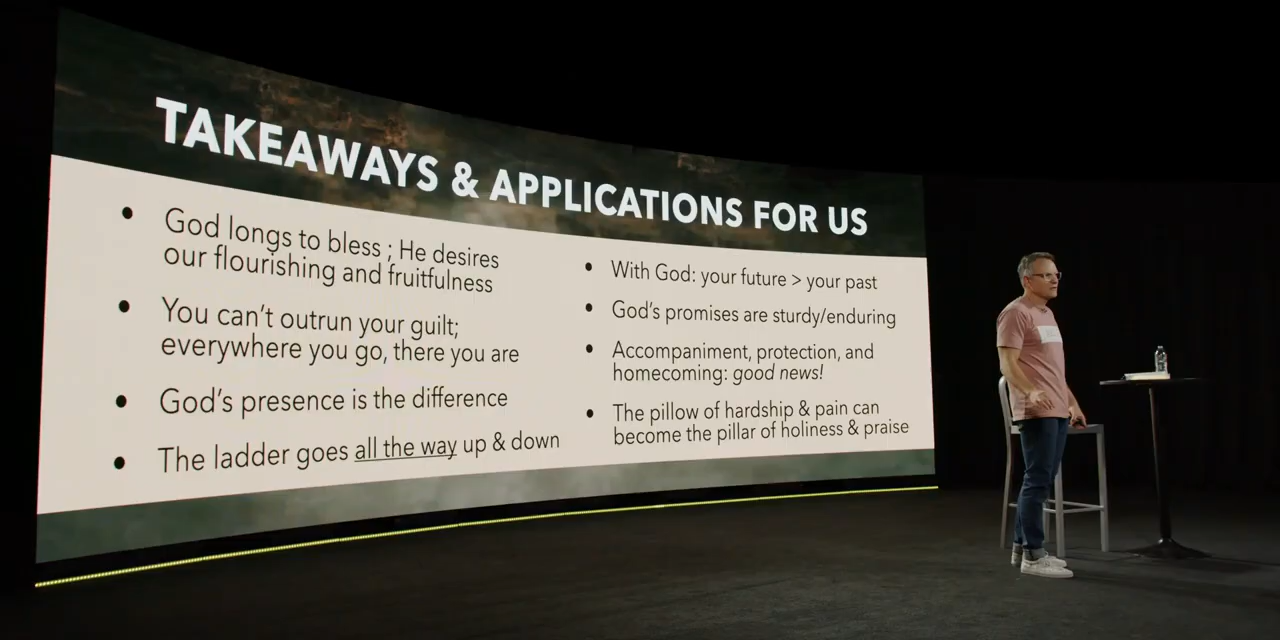 TAKEAWAYS & APPLICATIONS FOR US
• God longs to bless ; He desires
our flourishing and fruitfulness
• You can't outrun your guilt;
everywhere you go, there you are
• God's presence is the difference
• The ladder goes all the way up & down
• With God: your future > your past
• God's promises are sturdy/enduring
• Accompaniment, protection, and
homecoming: good news!
• The pillow of hardship & pain can
become the pillar of holiness & praise